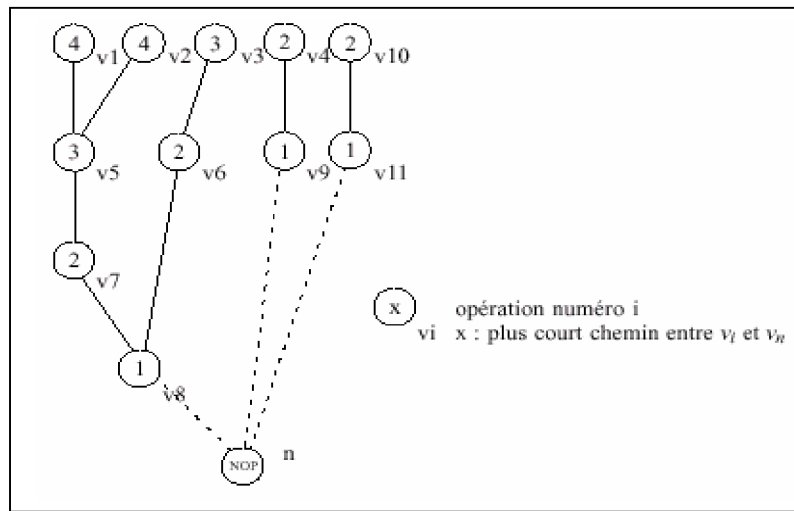 4 4 3 2 2
v1 v2 v3 v4 v10
3 2 1 1
v5 v6 v9 v11
2
v7
x opération numéro i
vi x : plus court chemin entre vi et vn
1
v8
NOP n